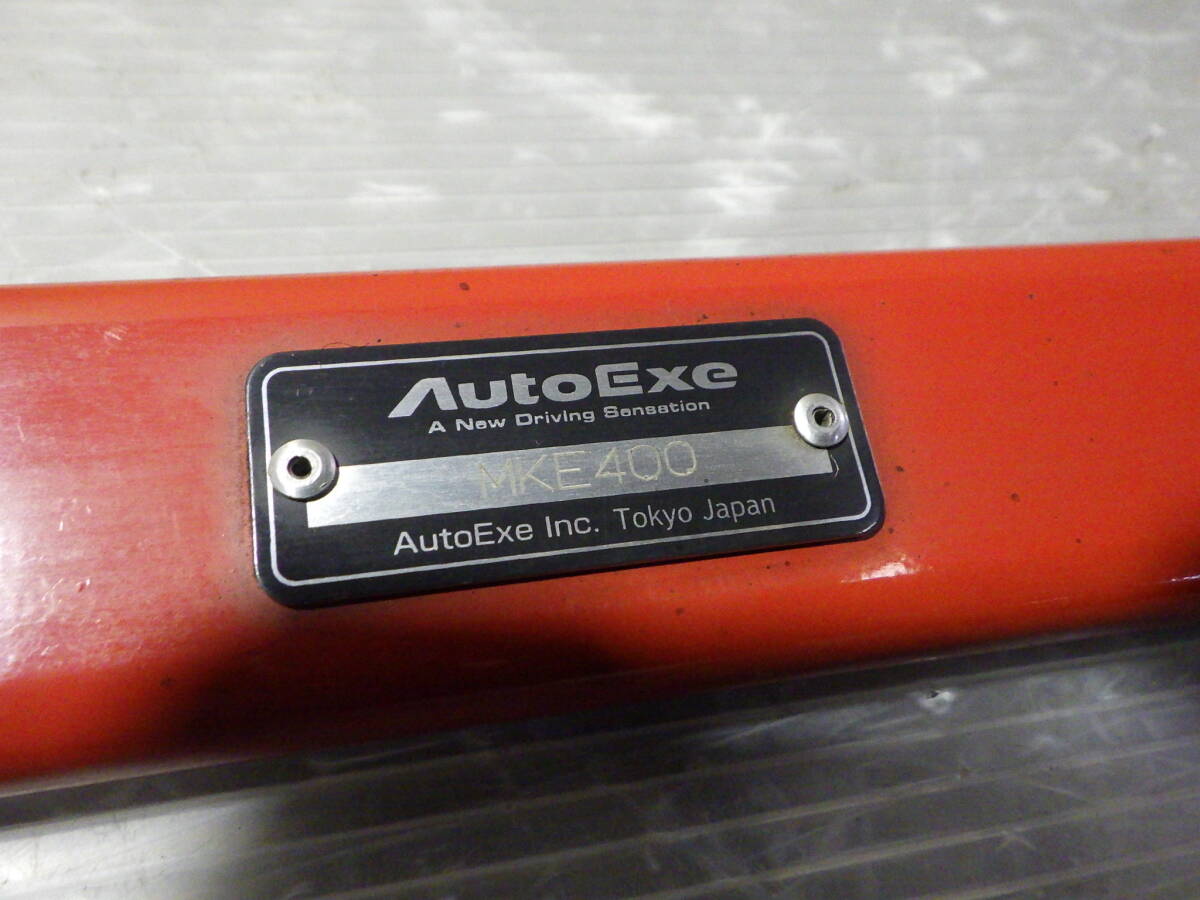 AutoExe
A New Driving Sensation
MKE400
AutoExe Inc. Tokyo Japan